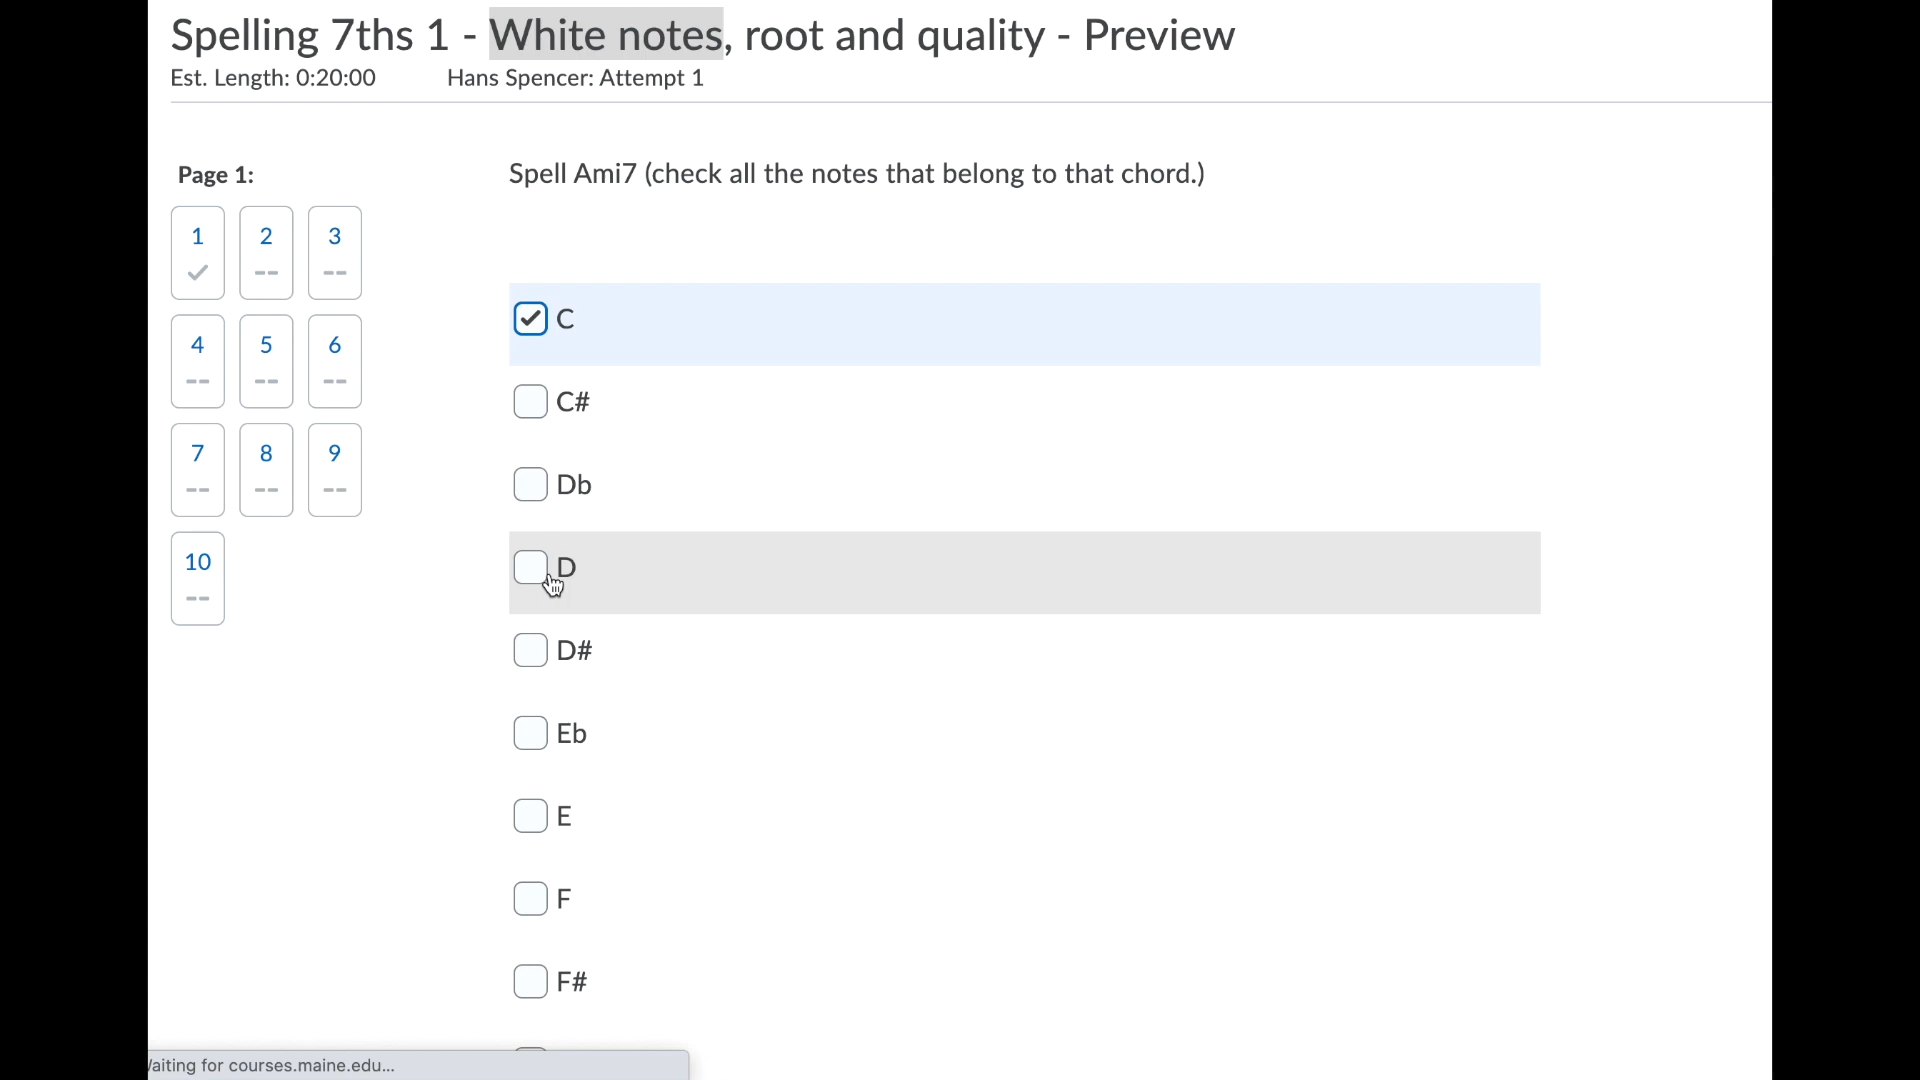 Spelling 7ths 1 - White notes, root and quality - Preview
Est. Length: 0:20:00 Hans Spencer: Attempt 1
Page 1:
1 2 3
-- --
4 5 6
-- -- --
7 8 9
-- -- --
10
--
Spell Ami7 (check all the notes that belong to that chord.)
C
C#
Db
D
D#
Eb
E
F
F#
aiting for courses.maine.edu...